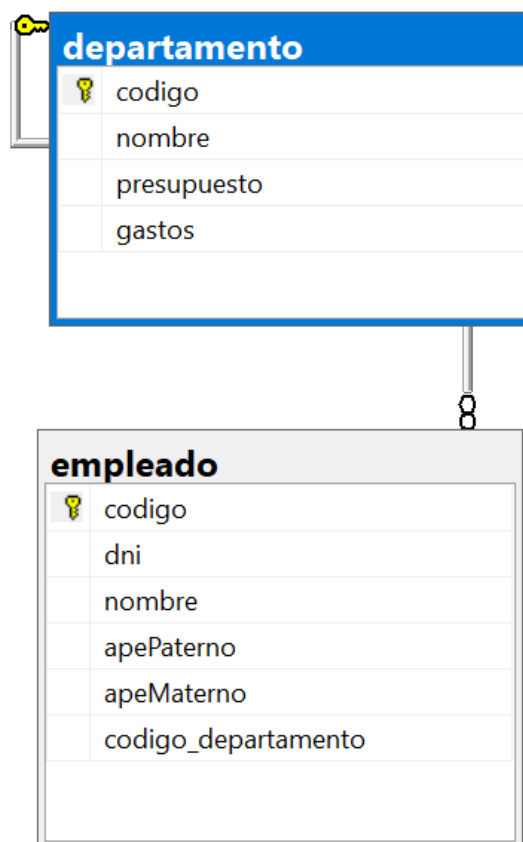 departamento
codigo
nombre
presupuesto
gastos
empleado
codigo
dni
nombre
apePaterno
apeMaterno
codigo_departamento